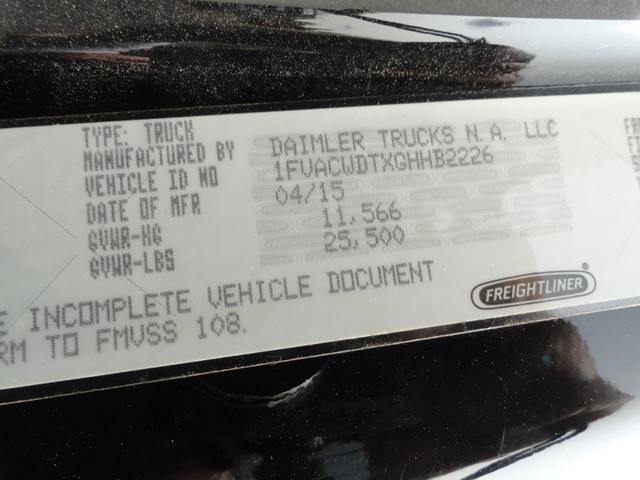 TYPE: TRUCK
MANUFACTURED BY DAIMLER TRUCKS N.A. LLC
VEHICLE ID NO 1FVACWDTXGHHB2226
DATE OF MFR 04/15
GVWR-KG 11,566
GVWR-LBS 25,500
E INCOMPLETE VEHICLE DOCUMENT
RM TO FMVSS 108.
FREIGHTLINER®